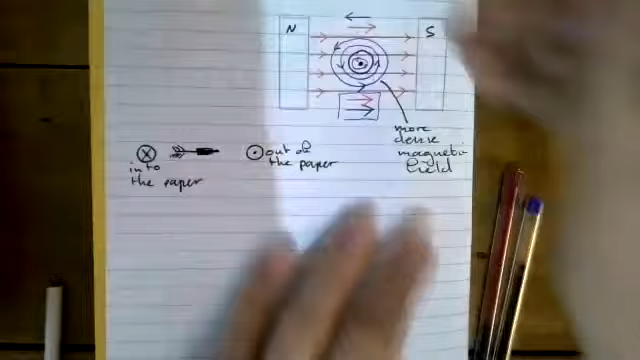 N S
more
dense
magnetic
field
out of
the paper
into
the paper